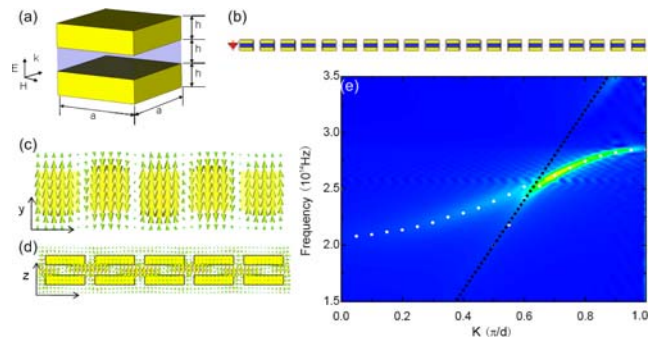 (a)
h
h
h
E
k
H
a
a
(b)
(c)
y
(d)
z
(e)
3.5
3.0
2.5
2.0
1.5
Frequency (10¹⁴Hz)
0.0 0.2 0.4 0.6 0.8 1.0
K (π/d)